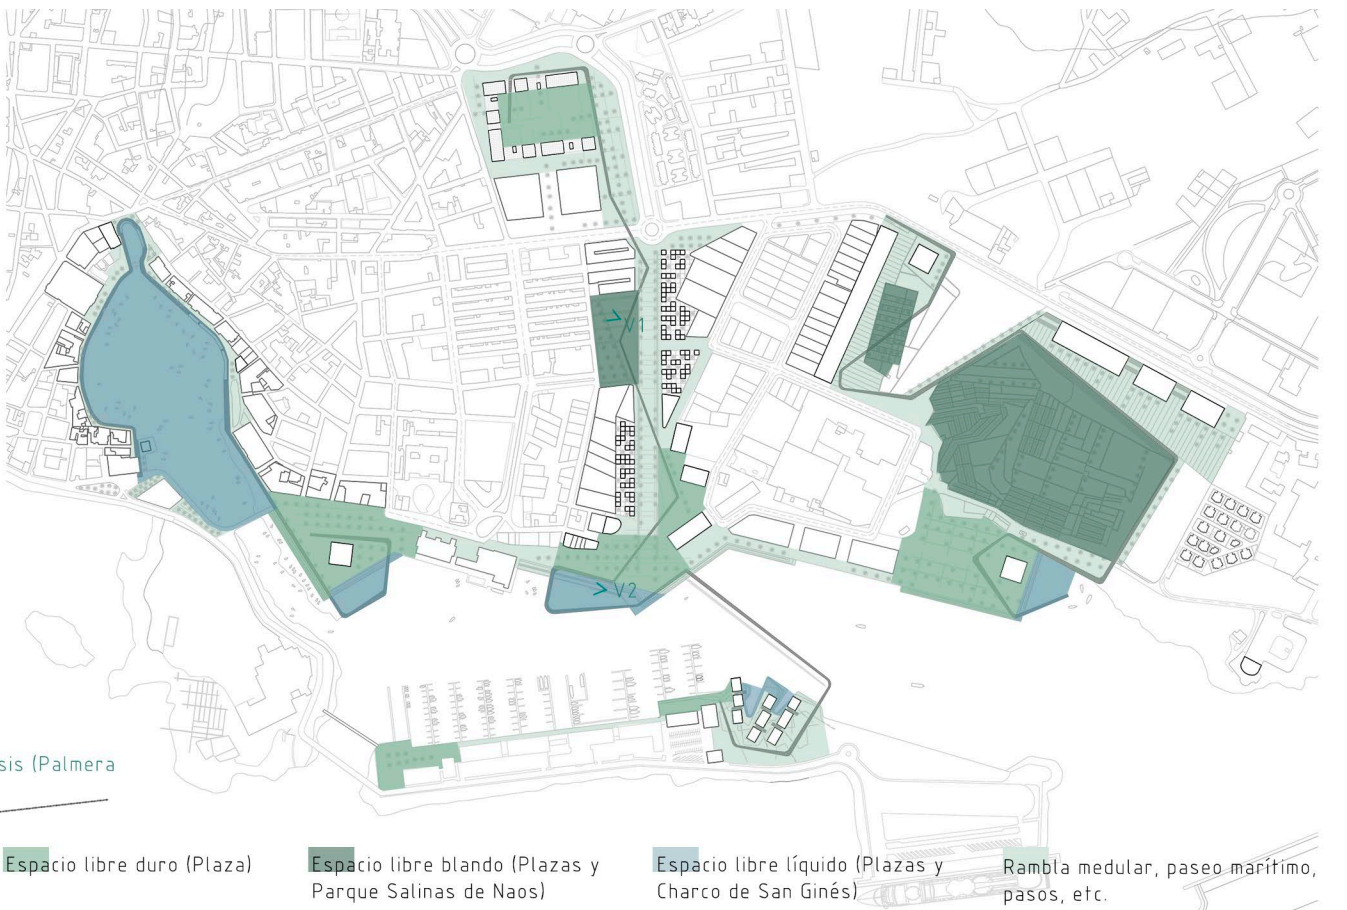 V1
V2
sis (Palmera
Espacio libre duro (Plaza)
Espacio libre blando (Plazas y
Parque Salinas de Naos)
Espacio libre líquido (Plazas y
Charco de San Ginés)
Rambla medular, paseo marítimo,
pasos, etc.